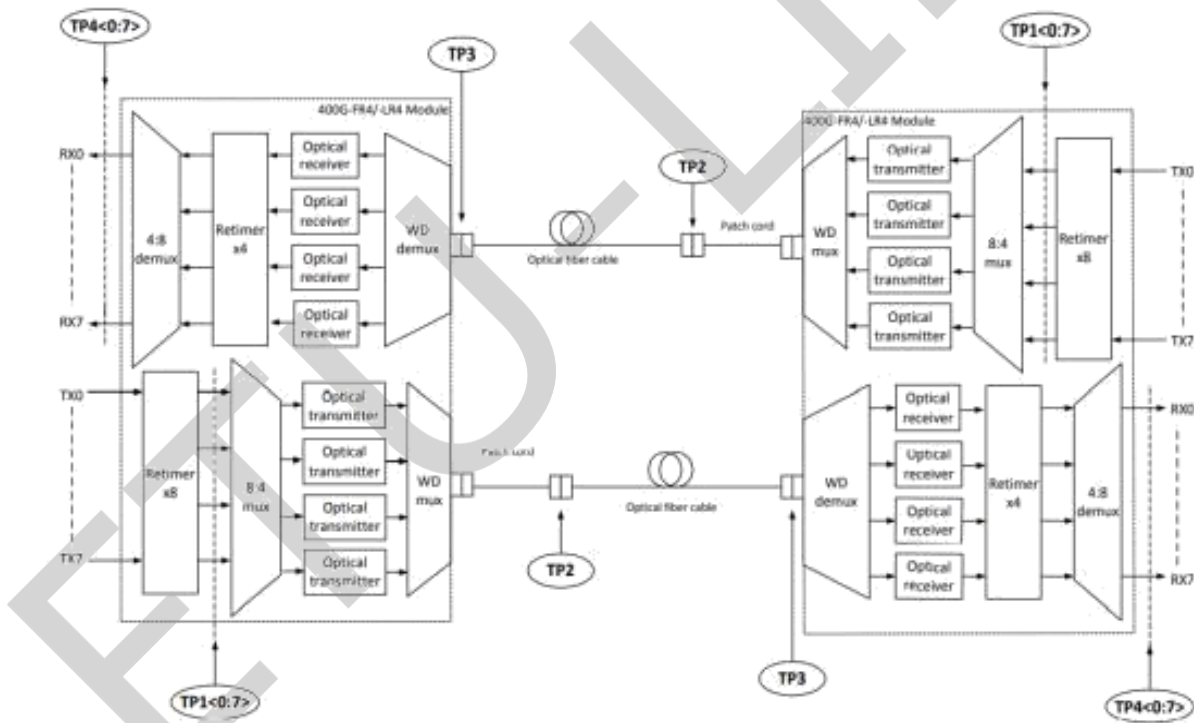 TP4<0:7>
TP3
TP1<0:7>
400G-FR4/-LR4 Module
400G-FR4/-LR4 Module
RX0
RX7
4:8
demux
Retimer
x4
Optical
receiver
Optical
receiver
Optical
receiver
Optical
receiver
WD
demux
Optical fiber cable
TP2
Patch cord
WD
mux
Optical
transmitter
Optical
transmitter
Optical
transmitter
Optical
transmitter
8:4
mux
Retimer
x8
TX0
TX7
TX0
TX7
Retimer
x8
8:4
mux
Optical
transmitter
Optical
transmitter
Optical
transmitter
Optical
transmitter
WD
mux
Patch cord
TP2
Optical fiber cable
WD
demux
Optical
receiver
Optical
receiver
Optical
receiver
Optical
receiver
Retimer
x4
4:8
demux
RX0
RX7
TP1<0:7>
TP3
TP4<0:7>